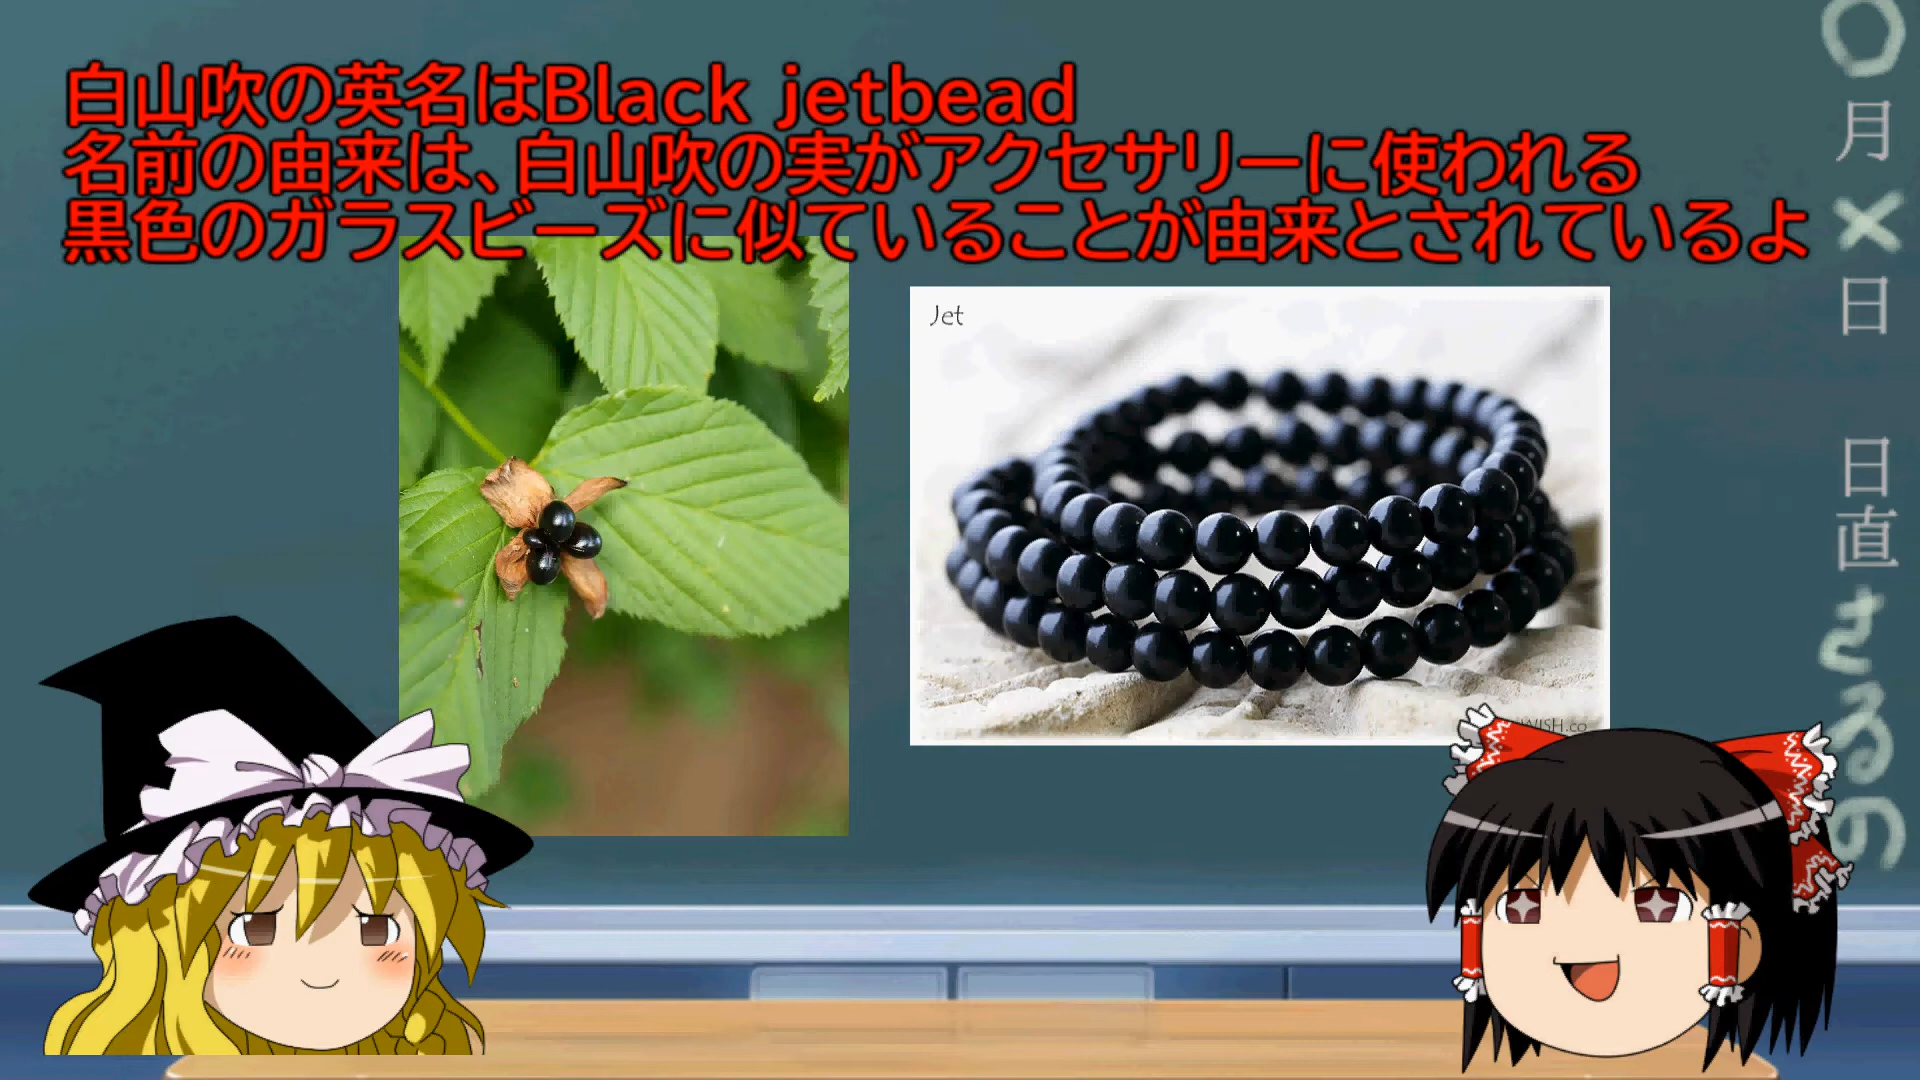 白山吹の英名はBlack jetbead
名前の由来は、白山吹の実がアクセサリーに使われる
黒色のガラスビーズに似ていることが由来とされているよ
Jet
WISH.co
〇月×日 日直 さるの